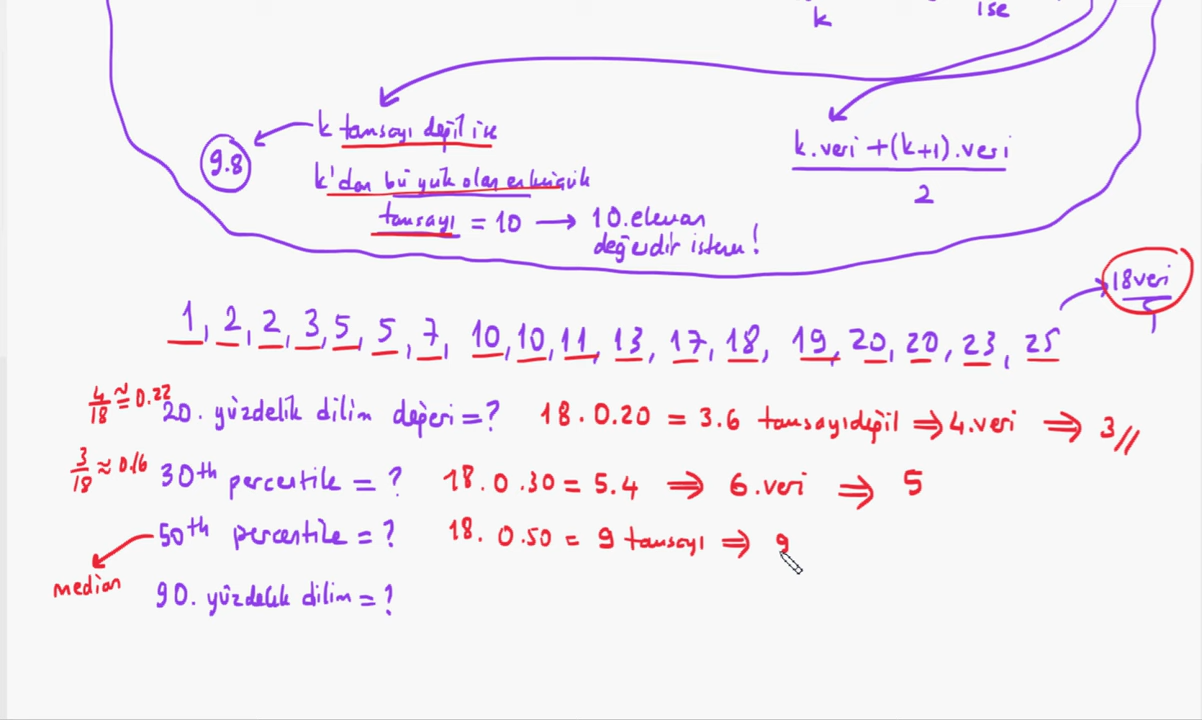 k ise
k tamsayı değil ise
9.8
k'dan büyük olan en küçük
tamsayı = 10 → 10. eleman
değeridir istenen!
k.veri + (k+1).veri
2
18 veri
1, 2, 2, 3, 5, 5, 7, 10, 10, 11, 13, 17, 18, 19, 20, 20, 23, 25
4/18 ≈ 0.22
20. yüzdelik dilim değeri = ? 18. 0.20 = 3.6 tamsayı değil ⇒ 4. veri ⇒ 3//
3/18 ≈ 0.16
30th percentile = ? 18. 0.30 = 5.4 ⇒ 6. veri ⇒ 5
50th percentile = ? 18. 0.50 = 9 tamsayı ⇒ 9
median
90. yüzdelik dilim = ?